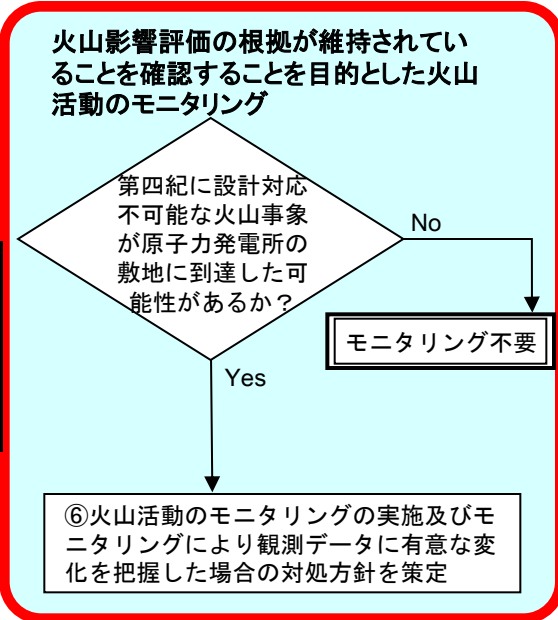 火山影響評価の根拠が維持されてい
ることを確認することを目的とした火山
活動のモニタリング
第四紀に設計対応
不可能な火山事象
が原子力発電所の
敷地に到達した可
能性があるか?
No
モニタリング不要
Yes
⑥火山活動のモニタリングの実施及びモ
ニタリングにより観測データに有意な変
化を把握した場合の対処方針を策定